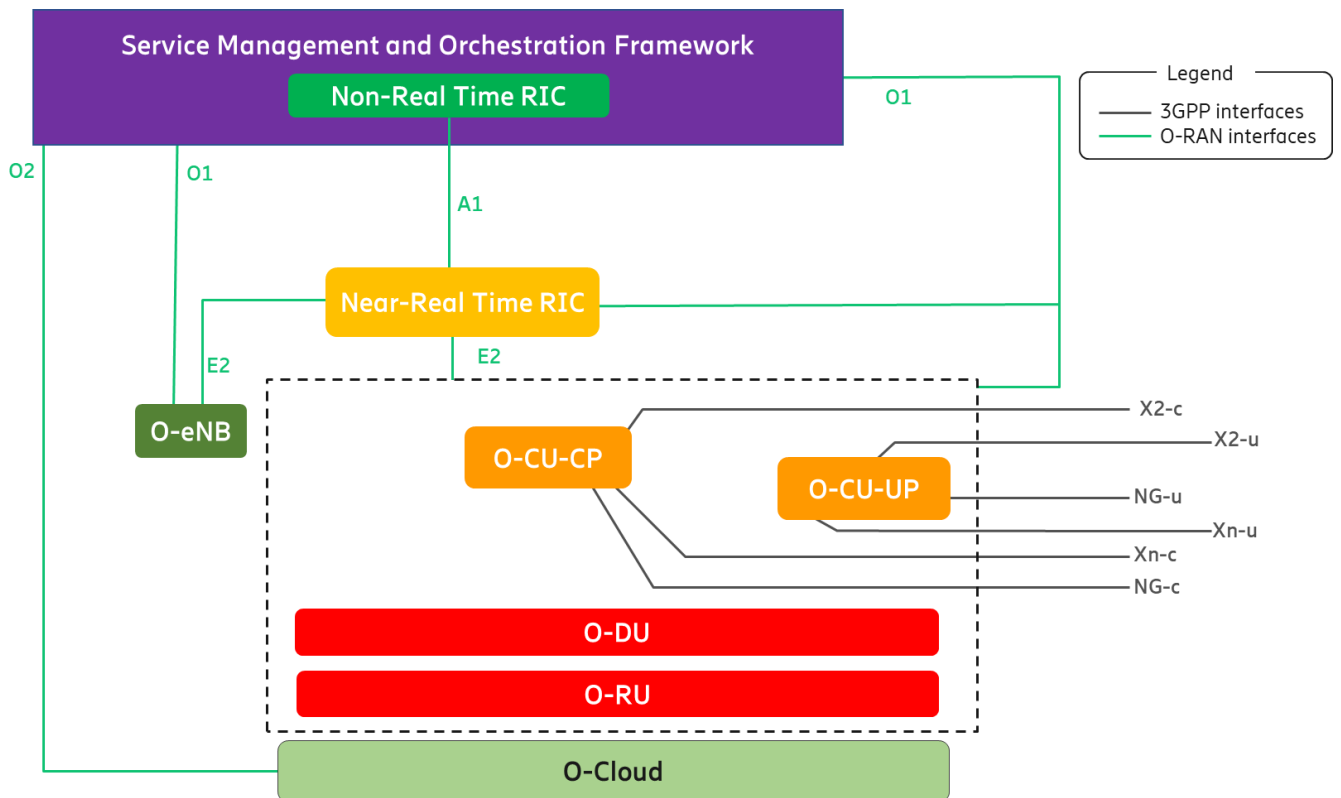 Service Management and Orchestration Framework
Non-Real Time RIC
Legend
3GPP interfaces
O-RAN interfaces
O1
O2
O1
A1
Near-Real Time RIC
E2
E2
O-eNB
O-CU-CP
O-CU-UP
X2-c
X2-u
NG-u
Xn-u
Xn-c
NG-c
O-DU
O-RU
O-Cloud